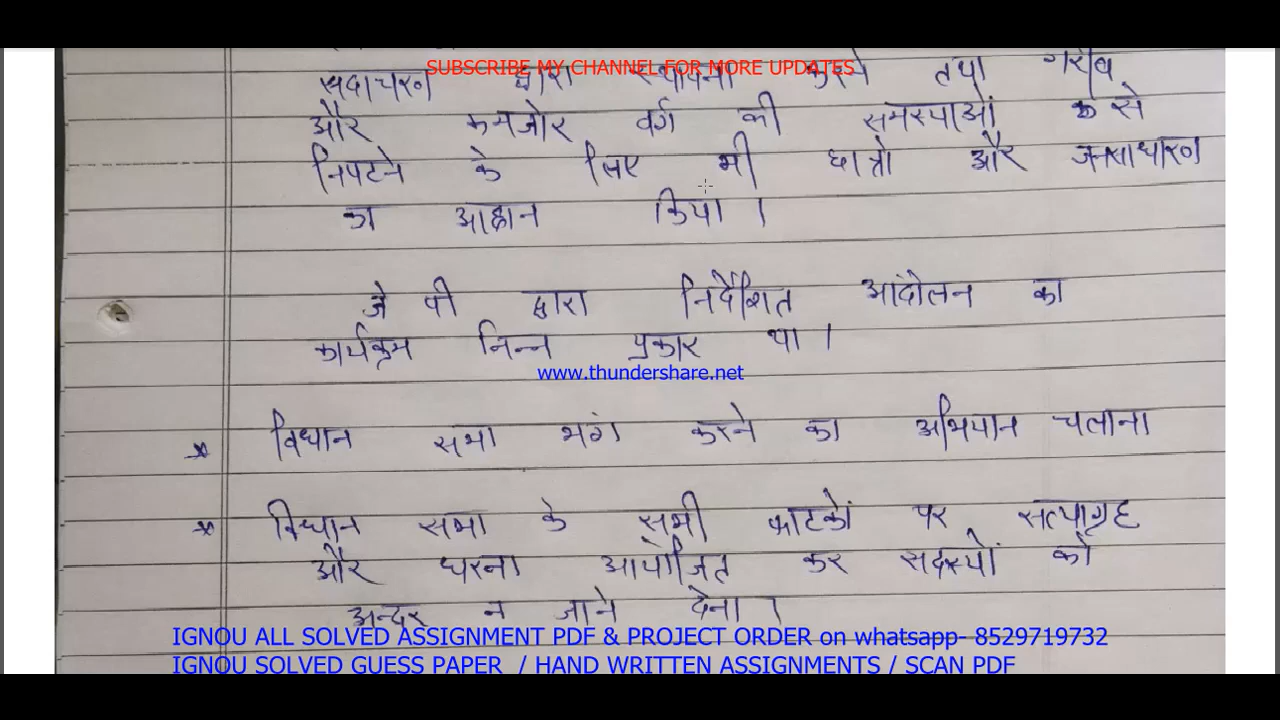 SUBSCRIBE MY CHANNEL FOR MORE UPDATES
सदाचरण द्वारा स्थापना करने तथा गरीब
और कमजोर वर्ग की समस्याओं से
निपटने के लिए भी छात्रो और जनसाधारण
का आह्वान किया ।
जे पी द्वारा निर्देशित आंदोलन का
कार्यक्रम निन्न प्रकार था ।
www.thundershare.net
* विधान सभा भंग करने का अभियान चलाना
* विधान सभा के सभी फाटकों पर सत्याग्रह
और धरना आयोजित कर सदस्यों को
अन्दर न जाने देना ।
IGNOU ALL SOLVED ASSIGNMENT PDF & PROJECT ORDER on whatsapp- 8529719732
IGNOU SOLVED GUESS PAPER / HAND WRITTEN ASSIGNMENTS / SCAN PDF